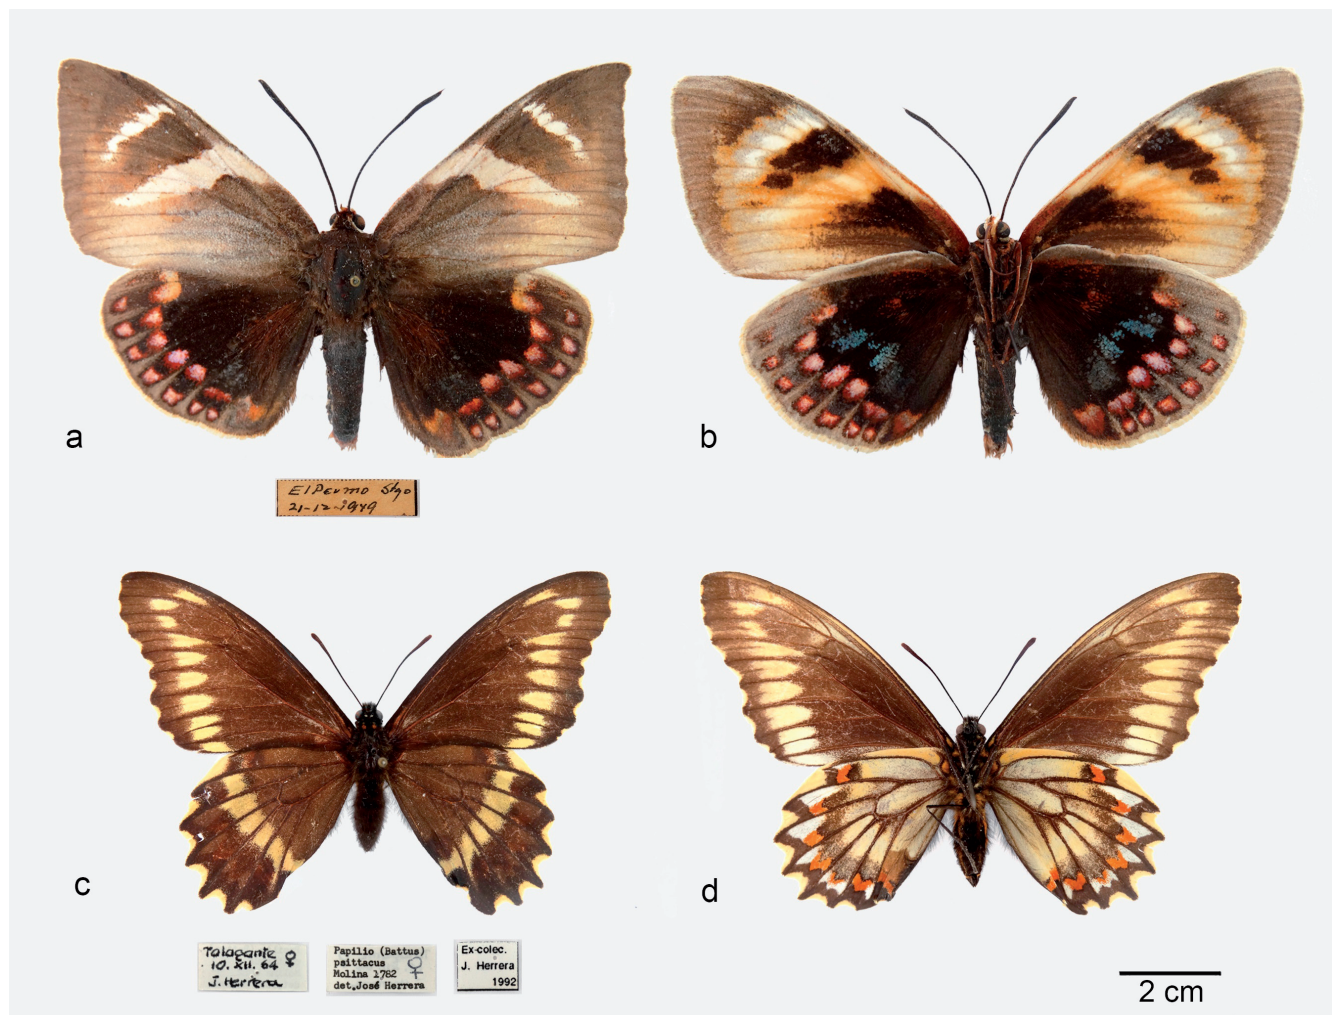 a
b
El Peumo Stgo
21-12-1949
c
d
Talagante ♀
10. XII. 64
J. Herrera
Papilio (Battus)
psittacus ♀
Molina 1782
det. José Herrera
Ex-colec.
J. Herrera
1992
2 cm